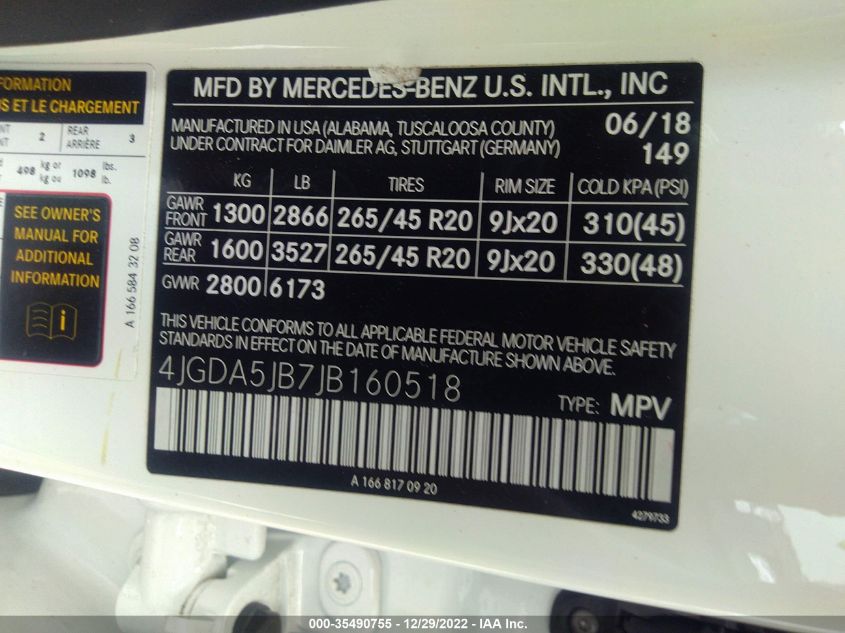 FORMATION
S ET LE CHARGEMENT
2
REAR
ARRIÈRE
3
498 kg or
kg ou
1098 lbs.
lb.
SEE OWNER'S
MANUAL FOR
ADDITIONAL
INFORMATION
i
A 166 584 32 08
MFD BY MERCEDES-BENZ U.S. INTL., INC
MANUFACTURED IN USA (ALABAMA, TUSCALOOSA COUNTY) 06/18
UNDER CONTRACT FOR DAIMLER AG, STUTTGART (GERMANY) 149
KG LB TIRES RIM SIZE COLD KPA (PSI)
GAWR
FRONT 1300 2866 265/45 R20 9Jx20 310(45)
GAWR
REAR 1600 3527 265/45 R20 9Jx20 330(48)
GVWR 2800 6173
THIS VEHICLE CONFORMS TO ALL APPLICABLE FEDERAL MOTOR VEHICLE SAFETY
STANDARDS IN EFFECT ON THE DATE OF MANUFACTURE SHOWN ABOVE.
4JGDA5JB7JB160518
TYPE: MPV
A 166 817 09 20
4279733
000-35490755 - 12/29/2022 - IAA Inc.